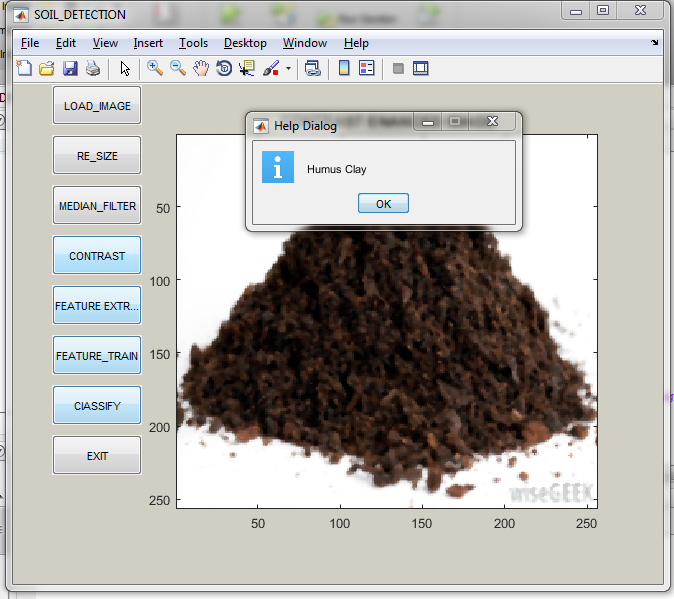 SOIL_DETECTION
File Edit View Insert Tools Desktop Window Help
LOAD_IMAGE
RE_SIZE
MEDIAN_FILTER
CONTRAST
FEATURE EXTR...
FEATURE_TRAIN
ClASSIFY
EXIT
Help Dialog
Humus Clay
OK
50
100
150
200
250
50 100 150 200 250
wiseGEEK